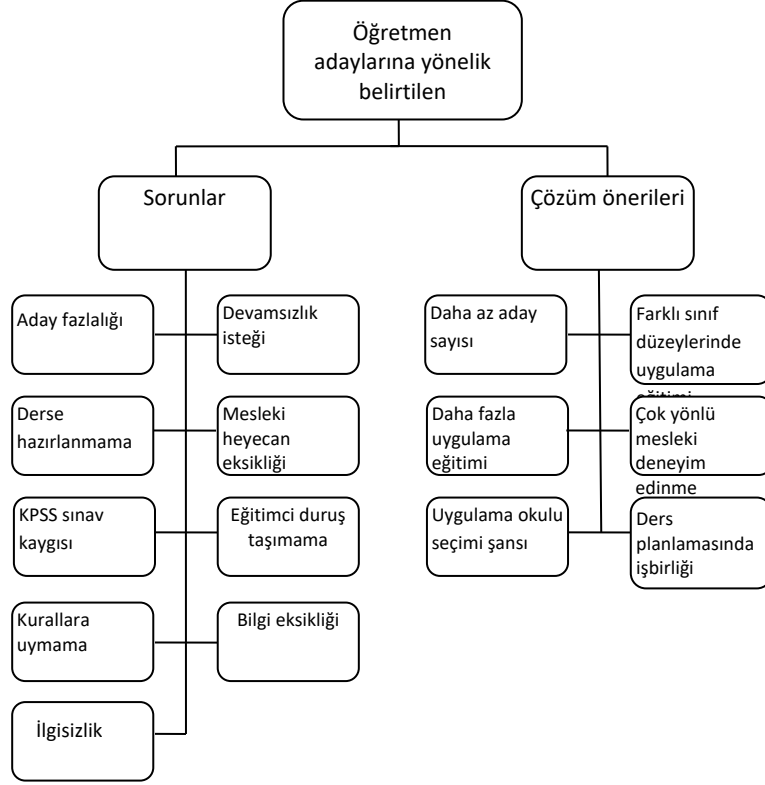 Öğretmen
adaylarına yönelik
belirtilen
Sorunlar
Çözüm önerileri
Aday fazlalığı
Devamsızlık
isteği
Derse
hazırlanmama
Mesleki
heyecan
eksikliği
KPSS sınav
kaygısı
Eğitimci duruş
taşımama
Kurallara
uymama
Bilgi eksikliği
İlgisizlik
Daha az aday
sayısı
Farklı sınıf
düzeylerinde
uygulama
eğitimi
Daha fazla
uygulama
eğitimi
Çok yönlü
mesleki
deneyim
edinme
Uygulama okulu
seçimi şansı
Ders
planlamasında
işbirliği